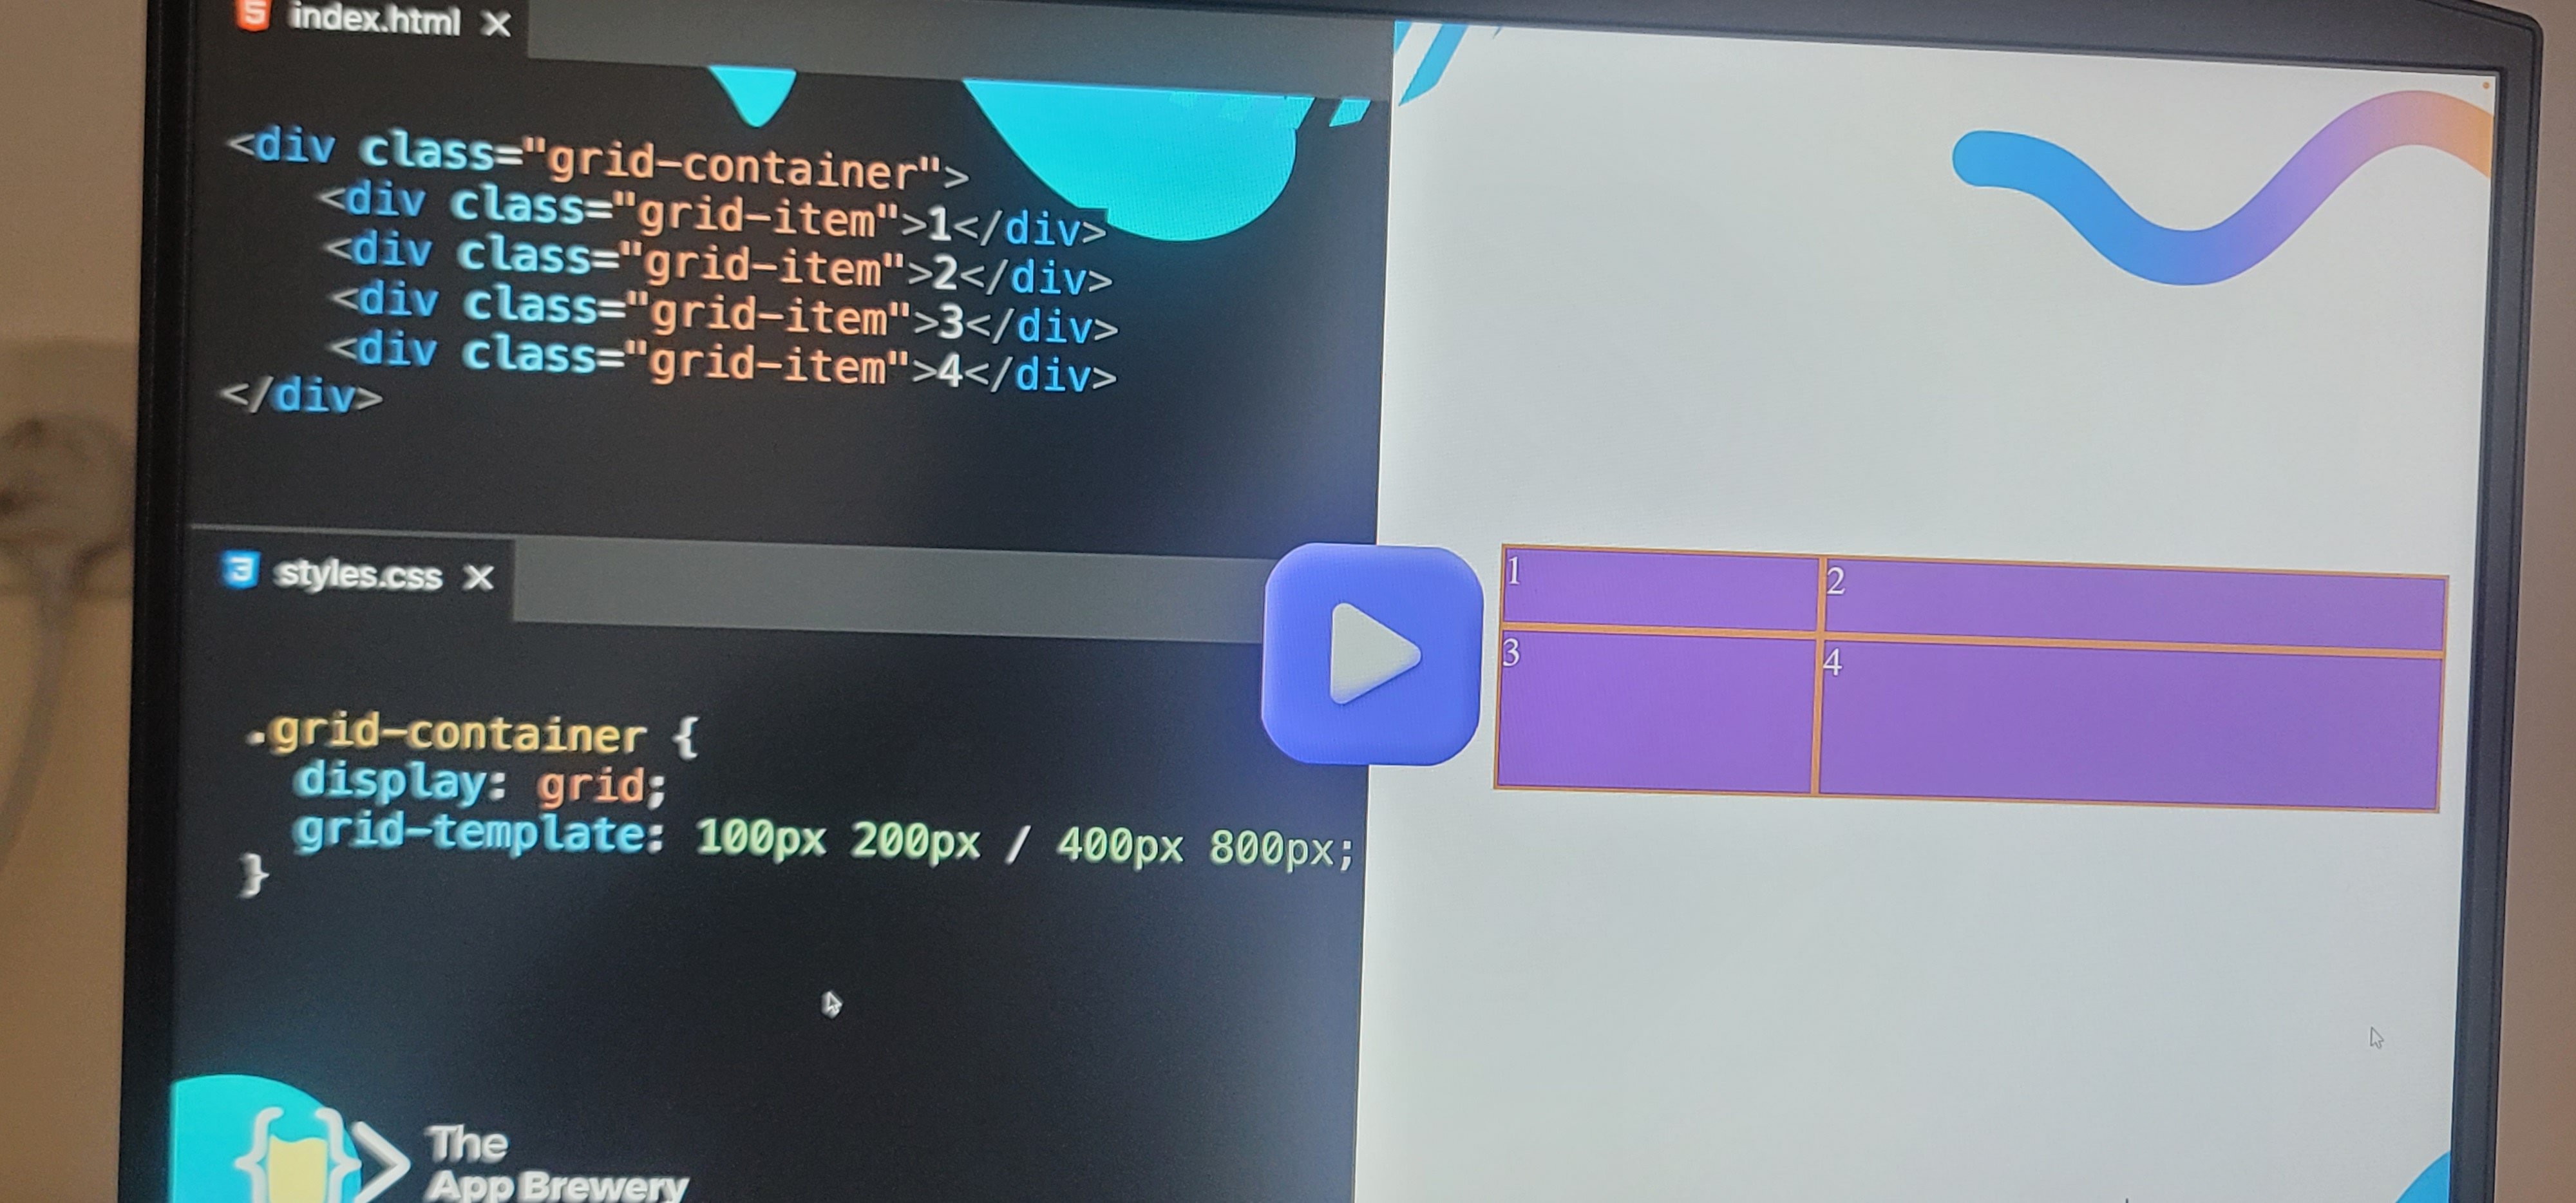 index.html ×
<div class="grid-container">
<div class="grid-item">1</div>
<div class="grid-item">2</div>
<div class="grid-item">3</div>
<div class="grid-item">4</div>
</div>
styles.css ×
.grid-container {
display: grid;
grid-template: 100px 200px / 400px 800px;
}
The
App Brewery
1
2
3
4